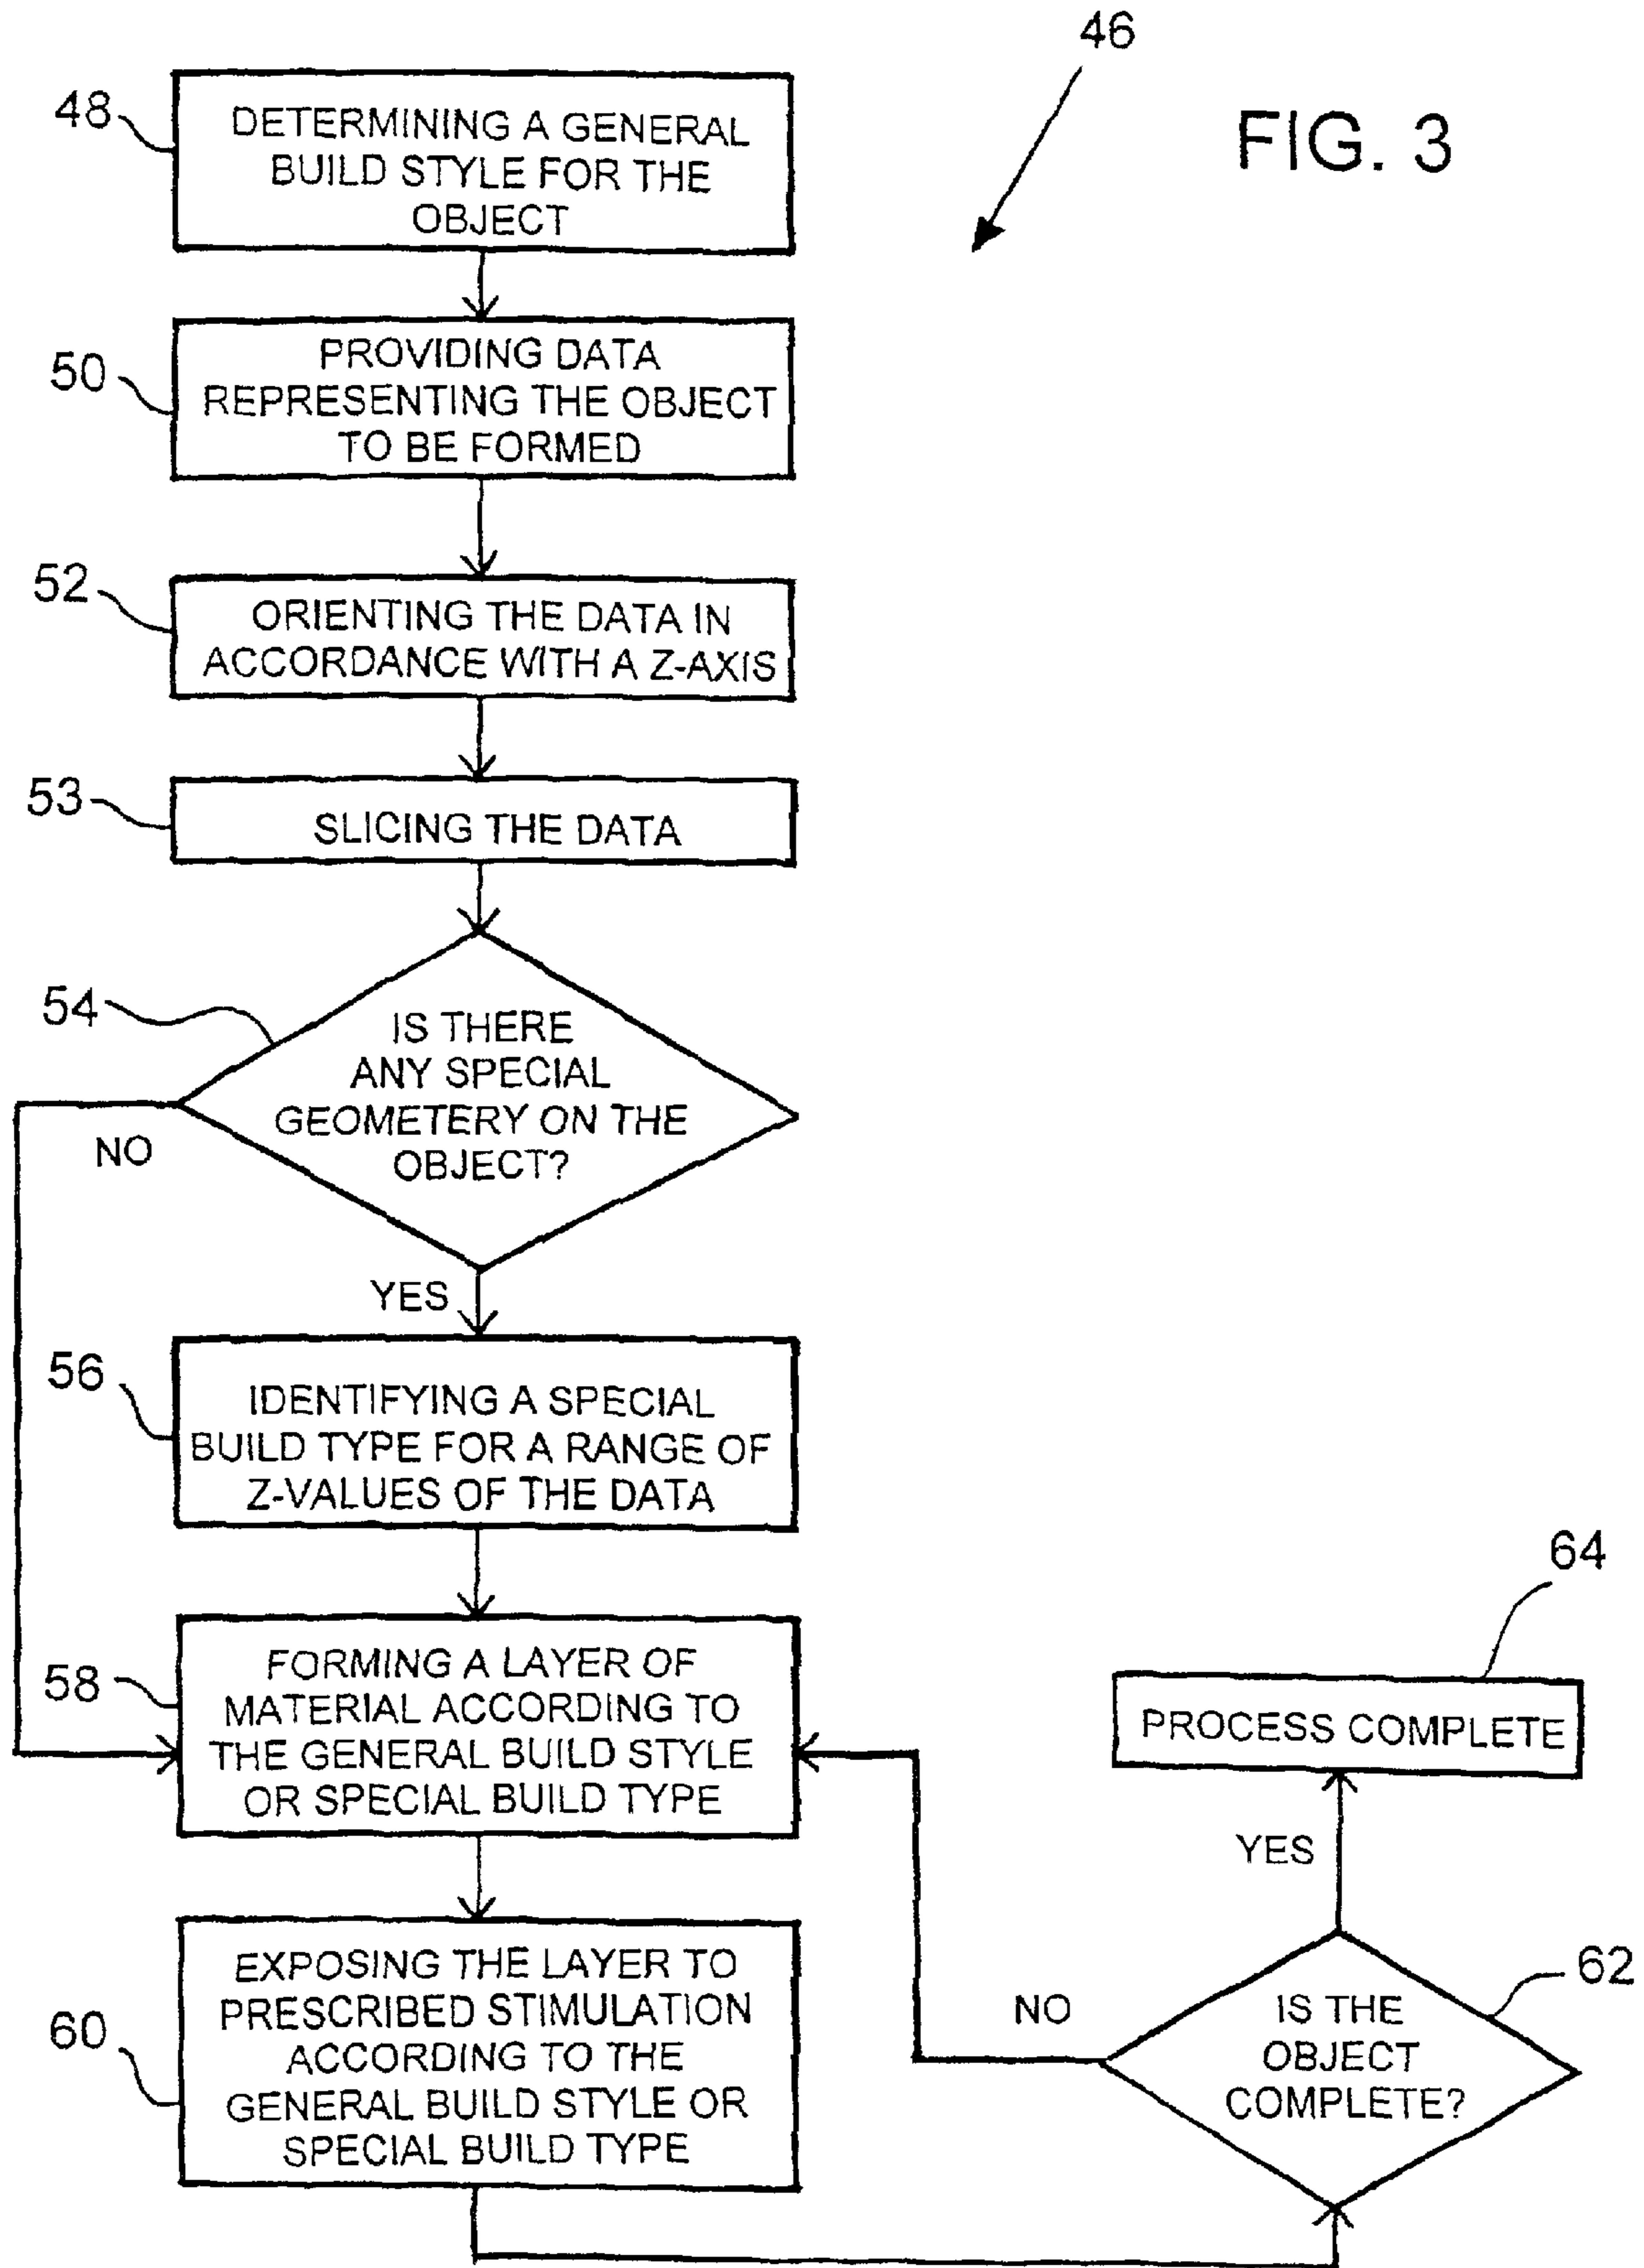 46
FIG. 3
48
DETERMINING A GENERAL
BUILD STYLE FOR THE
OBJECT
50
PROVIDING DATA
REPRESENTING THE OBJECT
TO BE FORMED
52
ORIENTING THE DATA IN
ACCORDANCE WITH A Z-AXIS
53
SLICING THE DATA
54
IS THERE
ANY SPECIAL
GEOMETERY ON THE
OBJECT?
NO
YES
56
IDENTIFYING A SPECIAL
BUILD TYPE FOR A RANGE OF
Z-VALUES OF THE DATA
58
FORMING A LAYER OF
MATERIAL ACCORDING TO
THE GENERAL BUILD STYLE
OR SPECIAL BUILD TYPE
60
EXPOSING THE LAYER TO
PRESCRIBED STIMULATION
ACCORDING TO THE
GENERAL BUILD STYLE OR
SPECIAL BUILD TYPE
62
IS THE
OBJECT
COMPLETE?
NO
YES
64
PROCESS COMPLETE